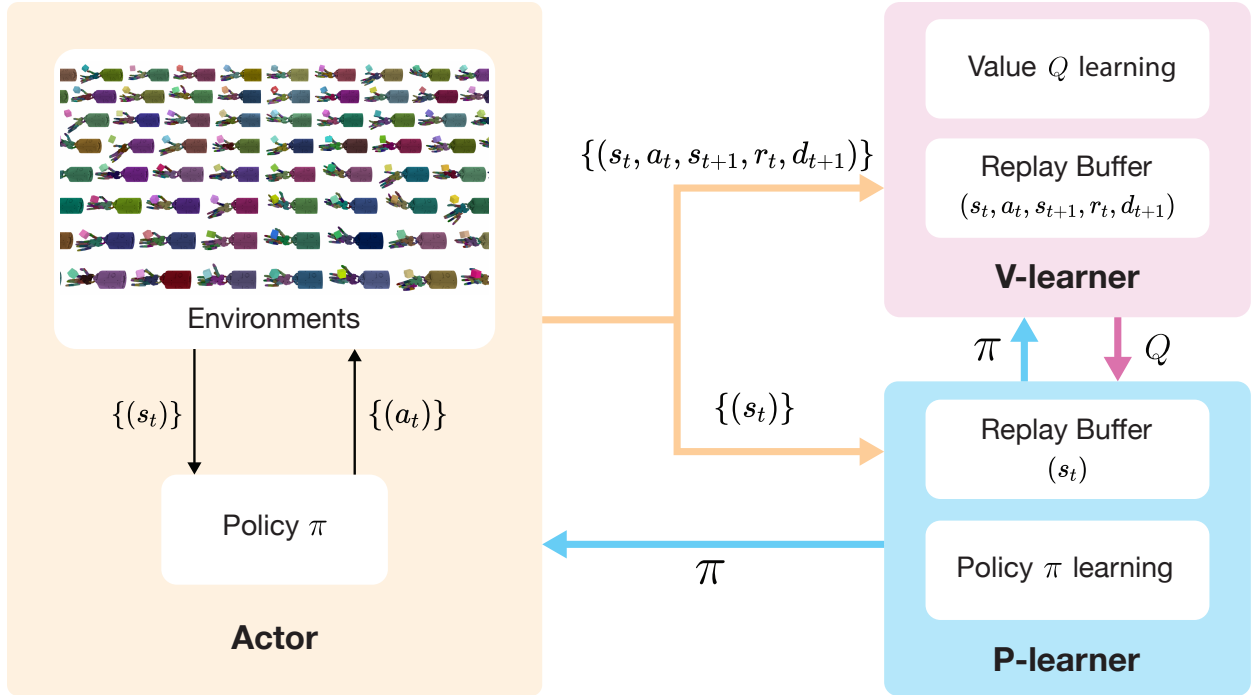 Environments
{(s_t)}
{(a_t)}
Policy π
Actor
{(s_t, a_t, s_{t+1}, r_t, d_{t+1})}
{(s_t)}
π
Value Q learning
Replay Buffer
(s_t, a_t, s_{t+1}, r_t, d_{t+1})
V-learner
π
Q
Replay Buffer
(s_t)
Policy π learning
P-learner